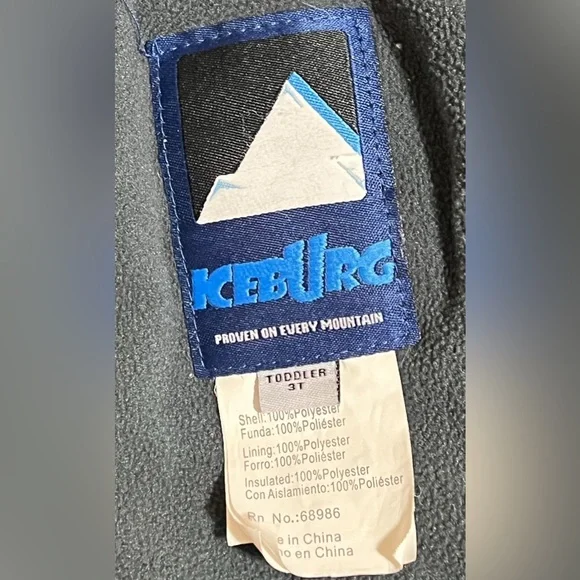 ICEBURG
PROVEN ON EVERY MOUNTAIN
TODDLER
3T
Shell:100%Polyester
Funda:100%Poliéster
Lining:100%Polyester
Forro:100%Poliéster
Insulated:100%Polyester
Con Aislamiento:100%Poliéster
Rn No.:68986
in China
en China